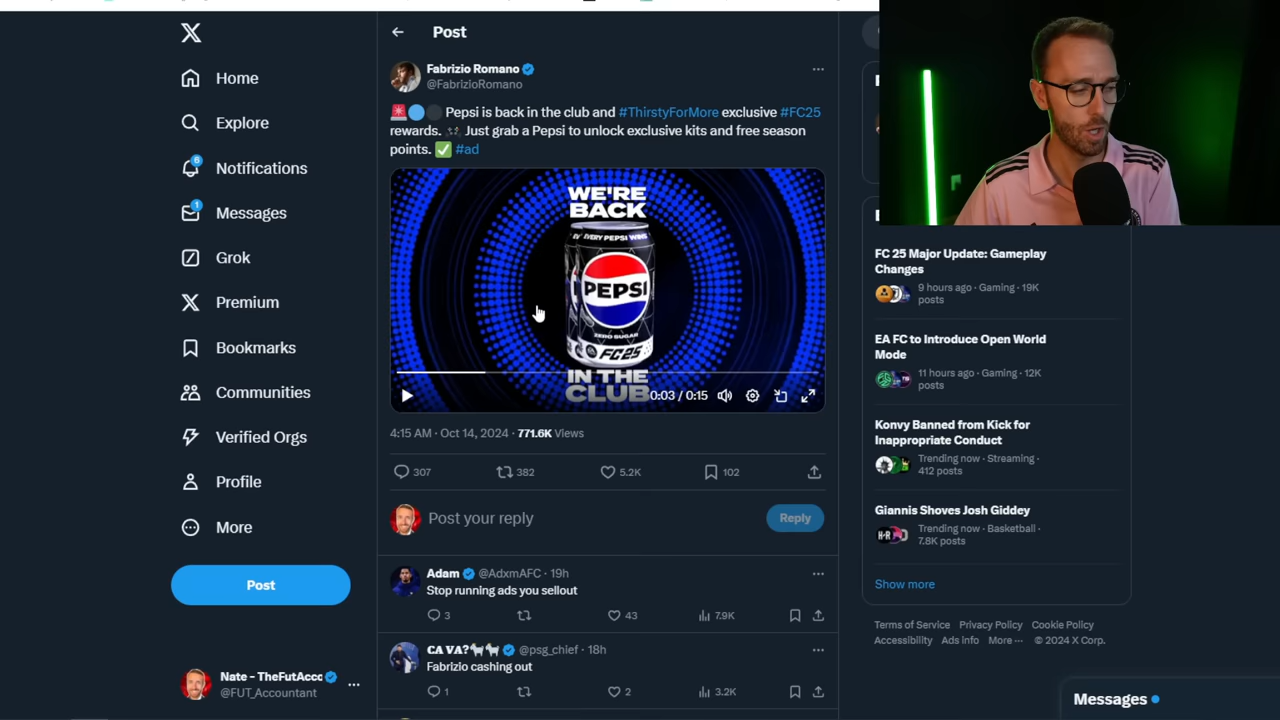 Home
Explore
6
Notifications
1
Messages
Grok
Premium
Bookmarks
Communities
Verified Orgs
Profile
More
Post
Nate - TheFutAcc
@FUT_Accountant
Post
Fabrizio Romano
@FabrizioRomano
Pepsi is back in the club and #ThirstyForMore exclusive #FC25
rewards. Just grab a Pepsi to unlock exclusive kits and free season
points. ✅ #ad
WE'RE
BACK
EVERY PEPSI WINS
PEPSI
ZERO SUGAR
FC25
IN THE
CLUB
0:03 / 0:15
4:15 AM · Oct 14, 2024 · 771.6K Views
307 382 5.2K 102
Post your reply
Reply
Adam @AdxmAFC · 19h
Stop running ads you sellout
3 43 7.9K
CA VA?🐐🐐 @psg_chief · 18h
Fabrizio cashing out
1 2 3.2K
FC 25 Major Update: Gameplay
Changes
9 hours ago · Gaming · 19K
posts
EA FC to Introduce Open World
Mode
11 hours ago · Gaming · 12K
posts
Konvy Banned from Kick for
Inappropriate Conduct
Trending now · Streaming ·
412 posts
Giannis Shoves Josh Giddey
Trending now · Basketball ·
7.8K posts
Show more
Terms of Service Privacy Policy Cookie Policy
Accessibility Ads info More ··· © 2024 X Corp.
Messages